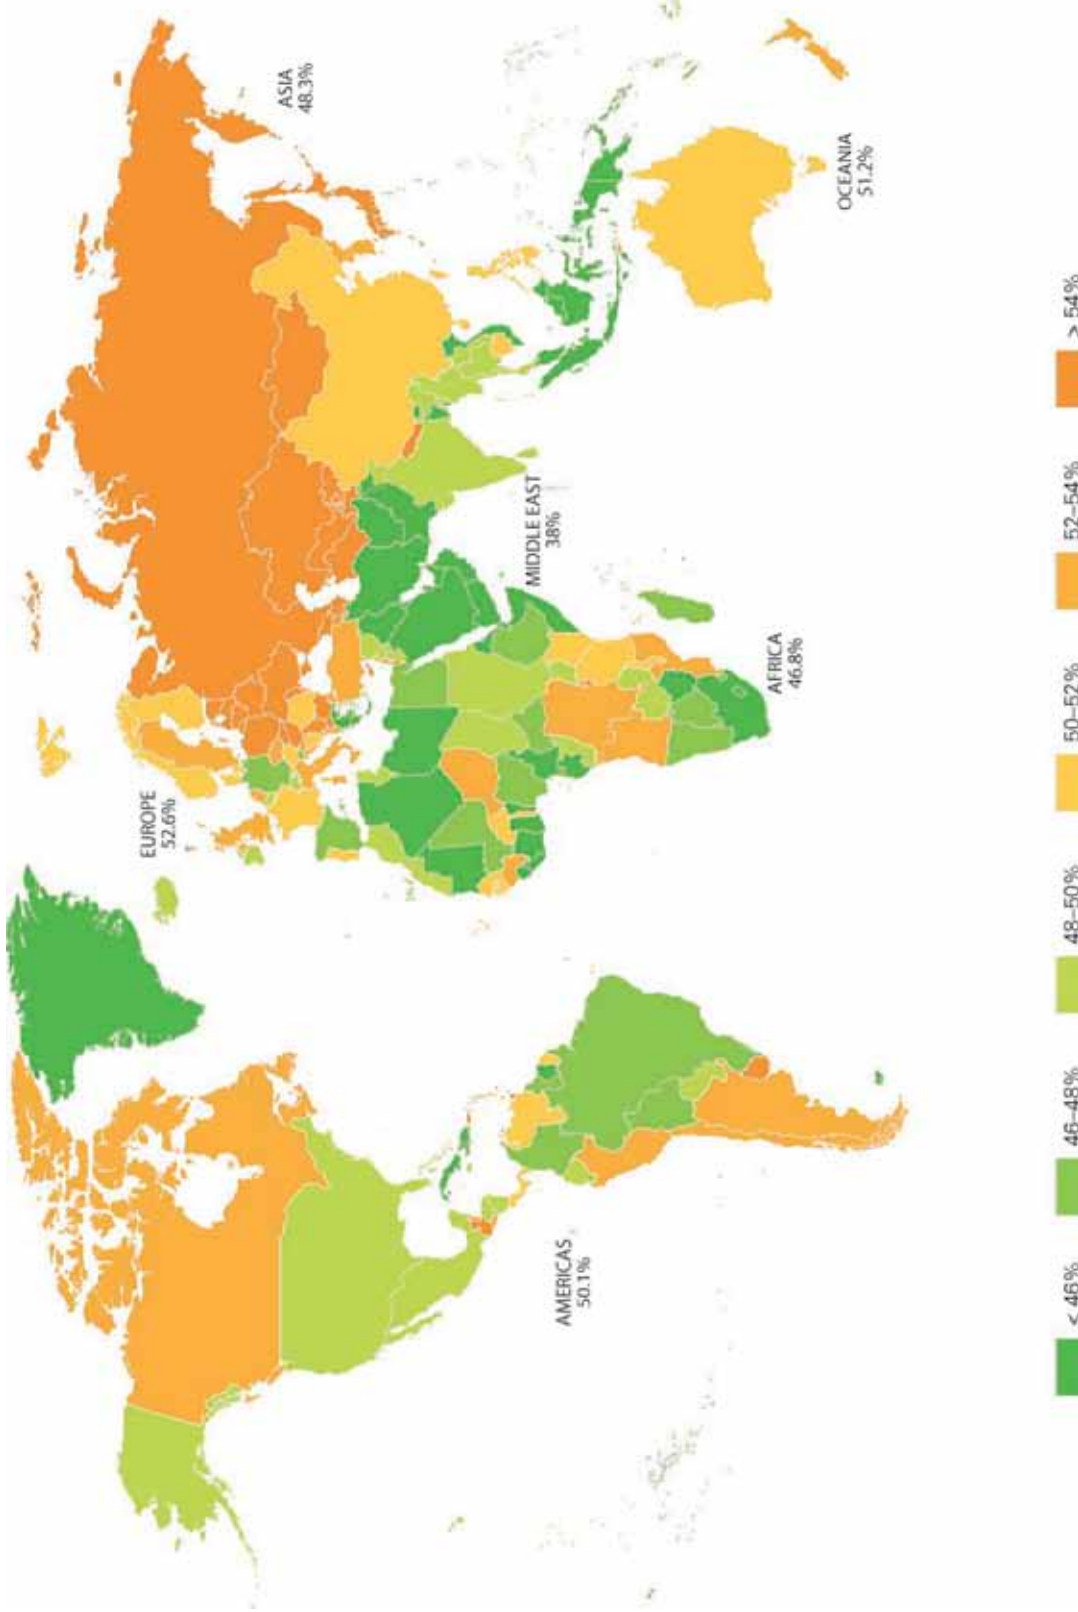 AMERICAS
50.1%
EUROPE
52.6%
AFRICA
46.8%
MIDDLE EAST
38%
ASIA
48.3%
OCEANIA
51.2%
< 46%
46–48%
48–50%
50–52%
52–54%
> 54%